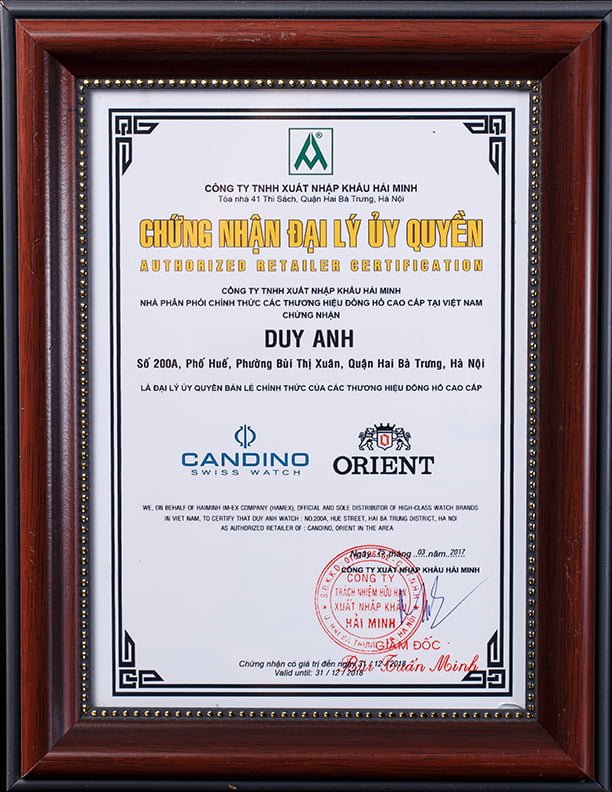 CÔNG TY TNHH XUẤT NHẬP KHẨU HẢI MINH
Tòa nhà 41 Thi Sách, Quận Hai Bà Trưng, Hà Nội
CHỨNG NHẬN ĐẠI LÝ ỦY QUYỀN
AUTHORIZED RETAILER CERTIFICATION
CÔNG TY TNHH XUẤT NHẬP KHẨU HẢI MINH
NHÀ PHÂN PHỐI CHÍNH THỨC CÁC THƯƠNG HIỆU ĐỒNG HỒ CAO CẤP TẠI VIỆT NAM
CHỨNG NHẬN
DUY ANH
Số 200A, Phố Huế, Phường Bùi Thị Xuân, Quận Hai Bà Trưng, Hà Nội
LÀ ĐẠI LÝ ỦY QUYỀN BÁN LẺ CHÍNH THỨC CỦA CÁC THƯƠNG HIỆU ĐỒNG HỒ CAO CẤP
CANDINO
SWISS WATCH
ORIENT
WE, ON BEHALF OF HAIMINH IM-EX COMPANY (HAMEX), OFFICIAL AND SOLE DISTRIBUTOR OF HIGH-CLASS WATCH BRANDS
IN VIET NAM, TO CERTIFY THAT DUY ANH WATCH : NO.200A, HUE STREET, HAI BA TRUNG DISTRICT, HA NOI
AS AUTHORIZED RETAILER OF : CANDINO, ORIENT IN THE AREA
Ngày 22 tháng 03 năm 2017
CÔNG TY XUẤT NHẬP KHẨU HẢI MINH
CÔNG TY
TRÁCH NHIỆM HỮU HẠN
XUẤT NHẬP KHẨU
HẢI MINH
GIÁM ĐỐC
Bùi Tuấn Minh
Chứng nhận có giá trị đến ngày 31 / 12 / 2018
Valid until: 31 / 12 / 2018